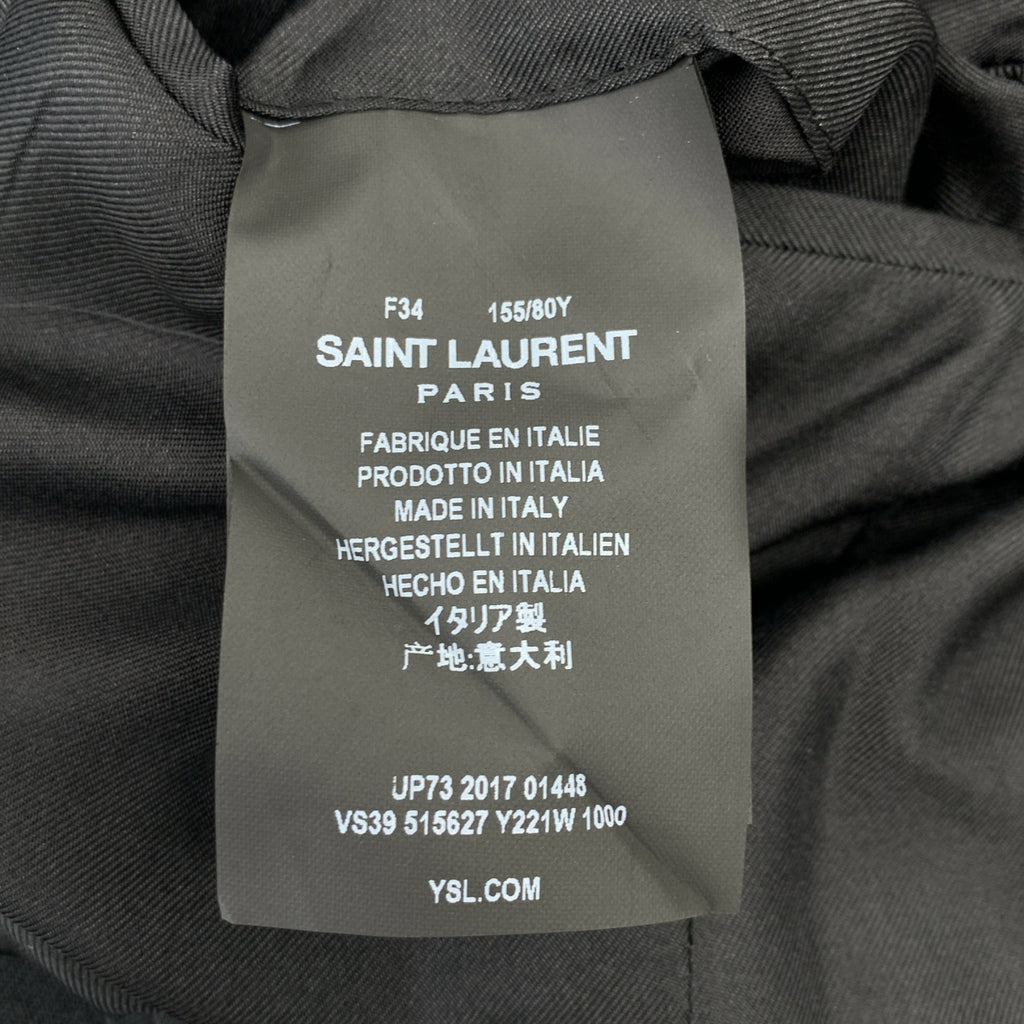 F34 155/80Y
SAINT LAURENT
PARIS
FABRIQUE EN ITALIE
PRODOTTO IN ITALIA
MADE IN ITALY
HERGESTELLT IN ITALIEN
HECHO EN ITALIA
イタリア製
产地:意大利
UP73 2017 01448
VS39 515627 Y221W 1000
YSL.COM